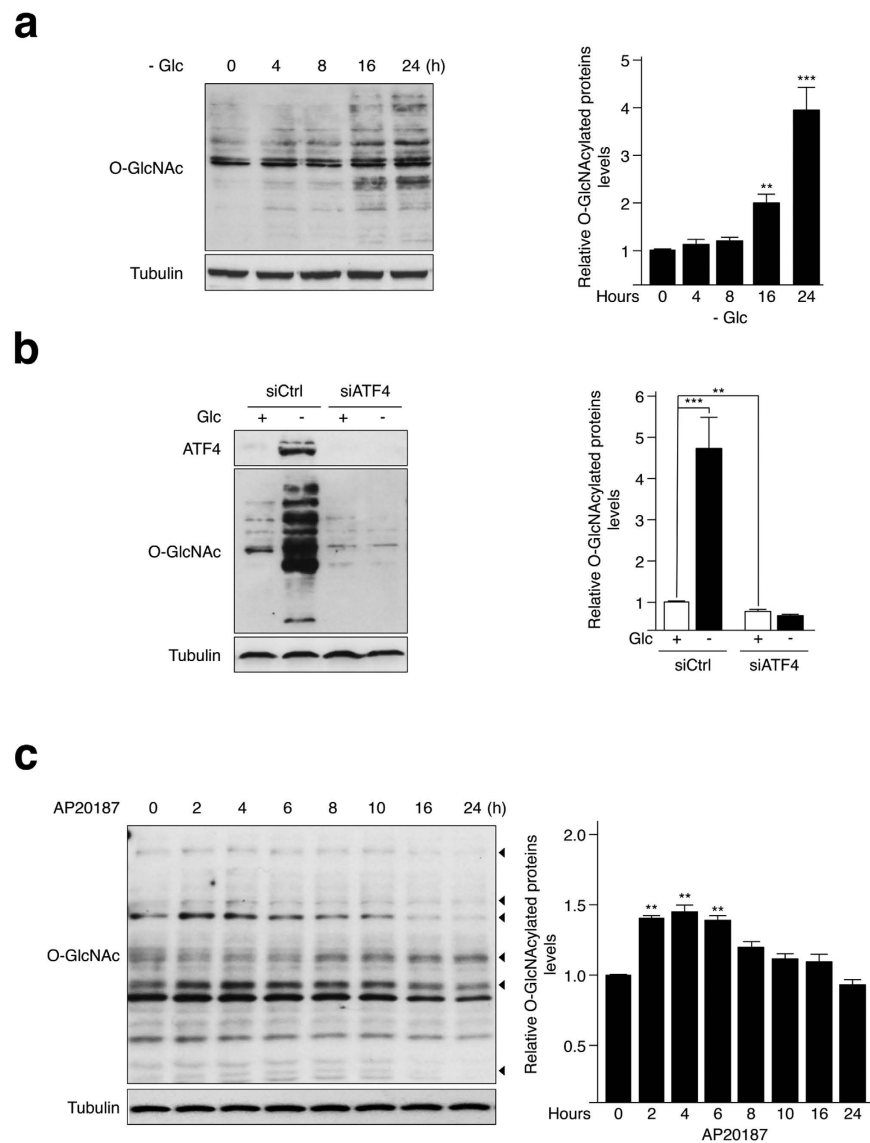 a
- Glc 0 4 8 16 24 (h)
O-GlcNAc
Tubulin
Relative O-GlcNAcylated proteins
levels
5
4
3
2
1
**
***
Hours 0 4 8 16 24
- Glc
b
siCtrl siATF4
Glc + - + -
ATF4
O-GlcNAc
Tubulin
Relative O-GlcNAcylated proteins
levels
6
5
4
3
2
1
**
***
Glc + - + -
siCtrl siATF4
c
AP20187 0 2 4 6 8 10 16 24 (h)
O-GlcNAc
Tubulin
Relative O-GlcNAcylated proteins
levels
2.0
1.5
1.0
0.5
** ** **
Hours 0 2 4 6 8 10 16 24
AP20187